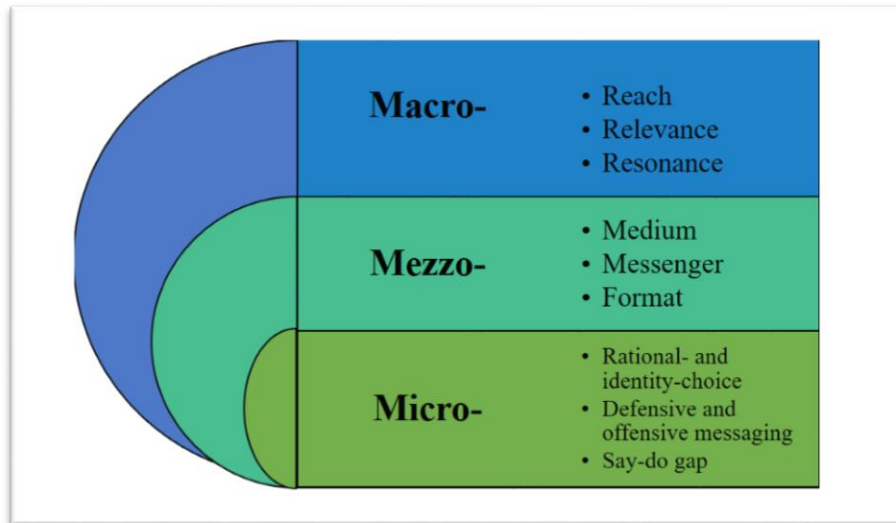 Macro-
• Reach
• Relevance
• Resonance
Mezzo-
• Medium
• Messenger
• Format
Micro-
• Rational- and
identity-choice
• Defensive and
offensive messaging
• Say-do gap